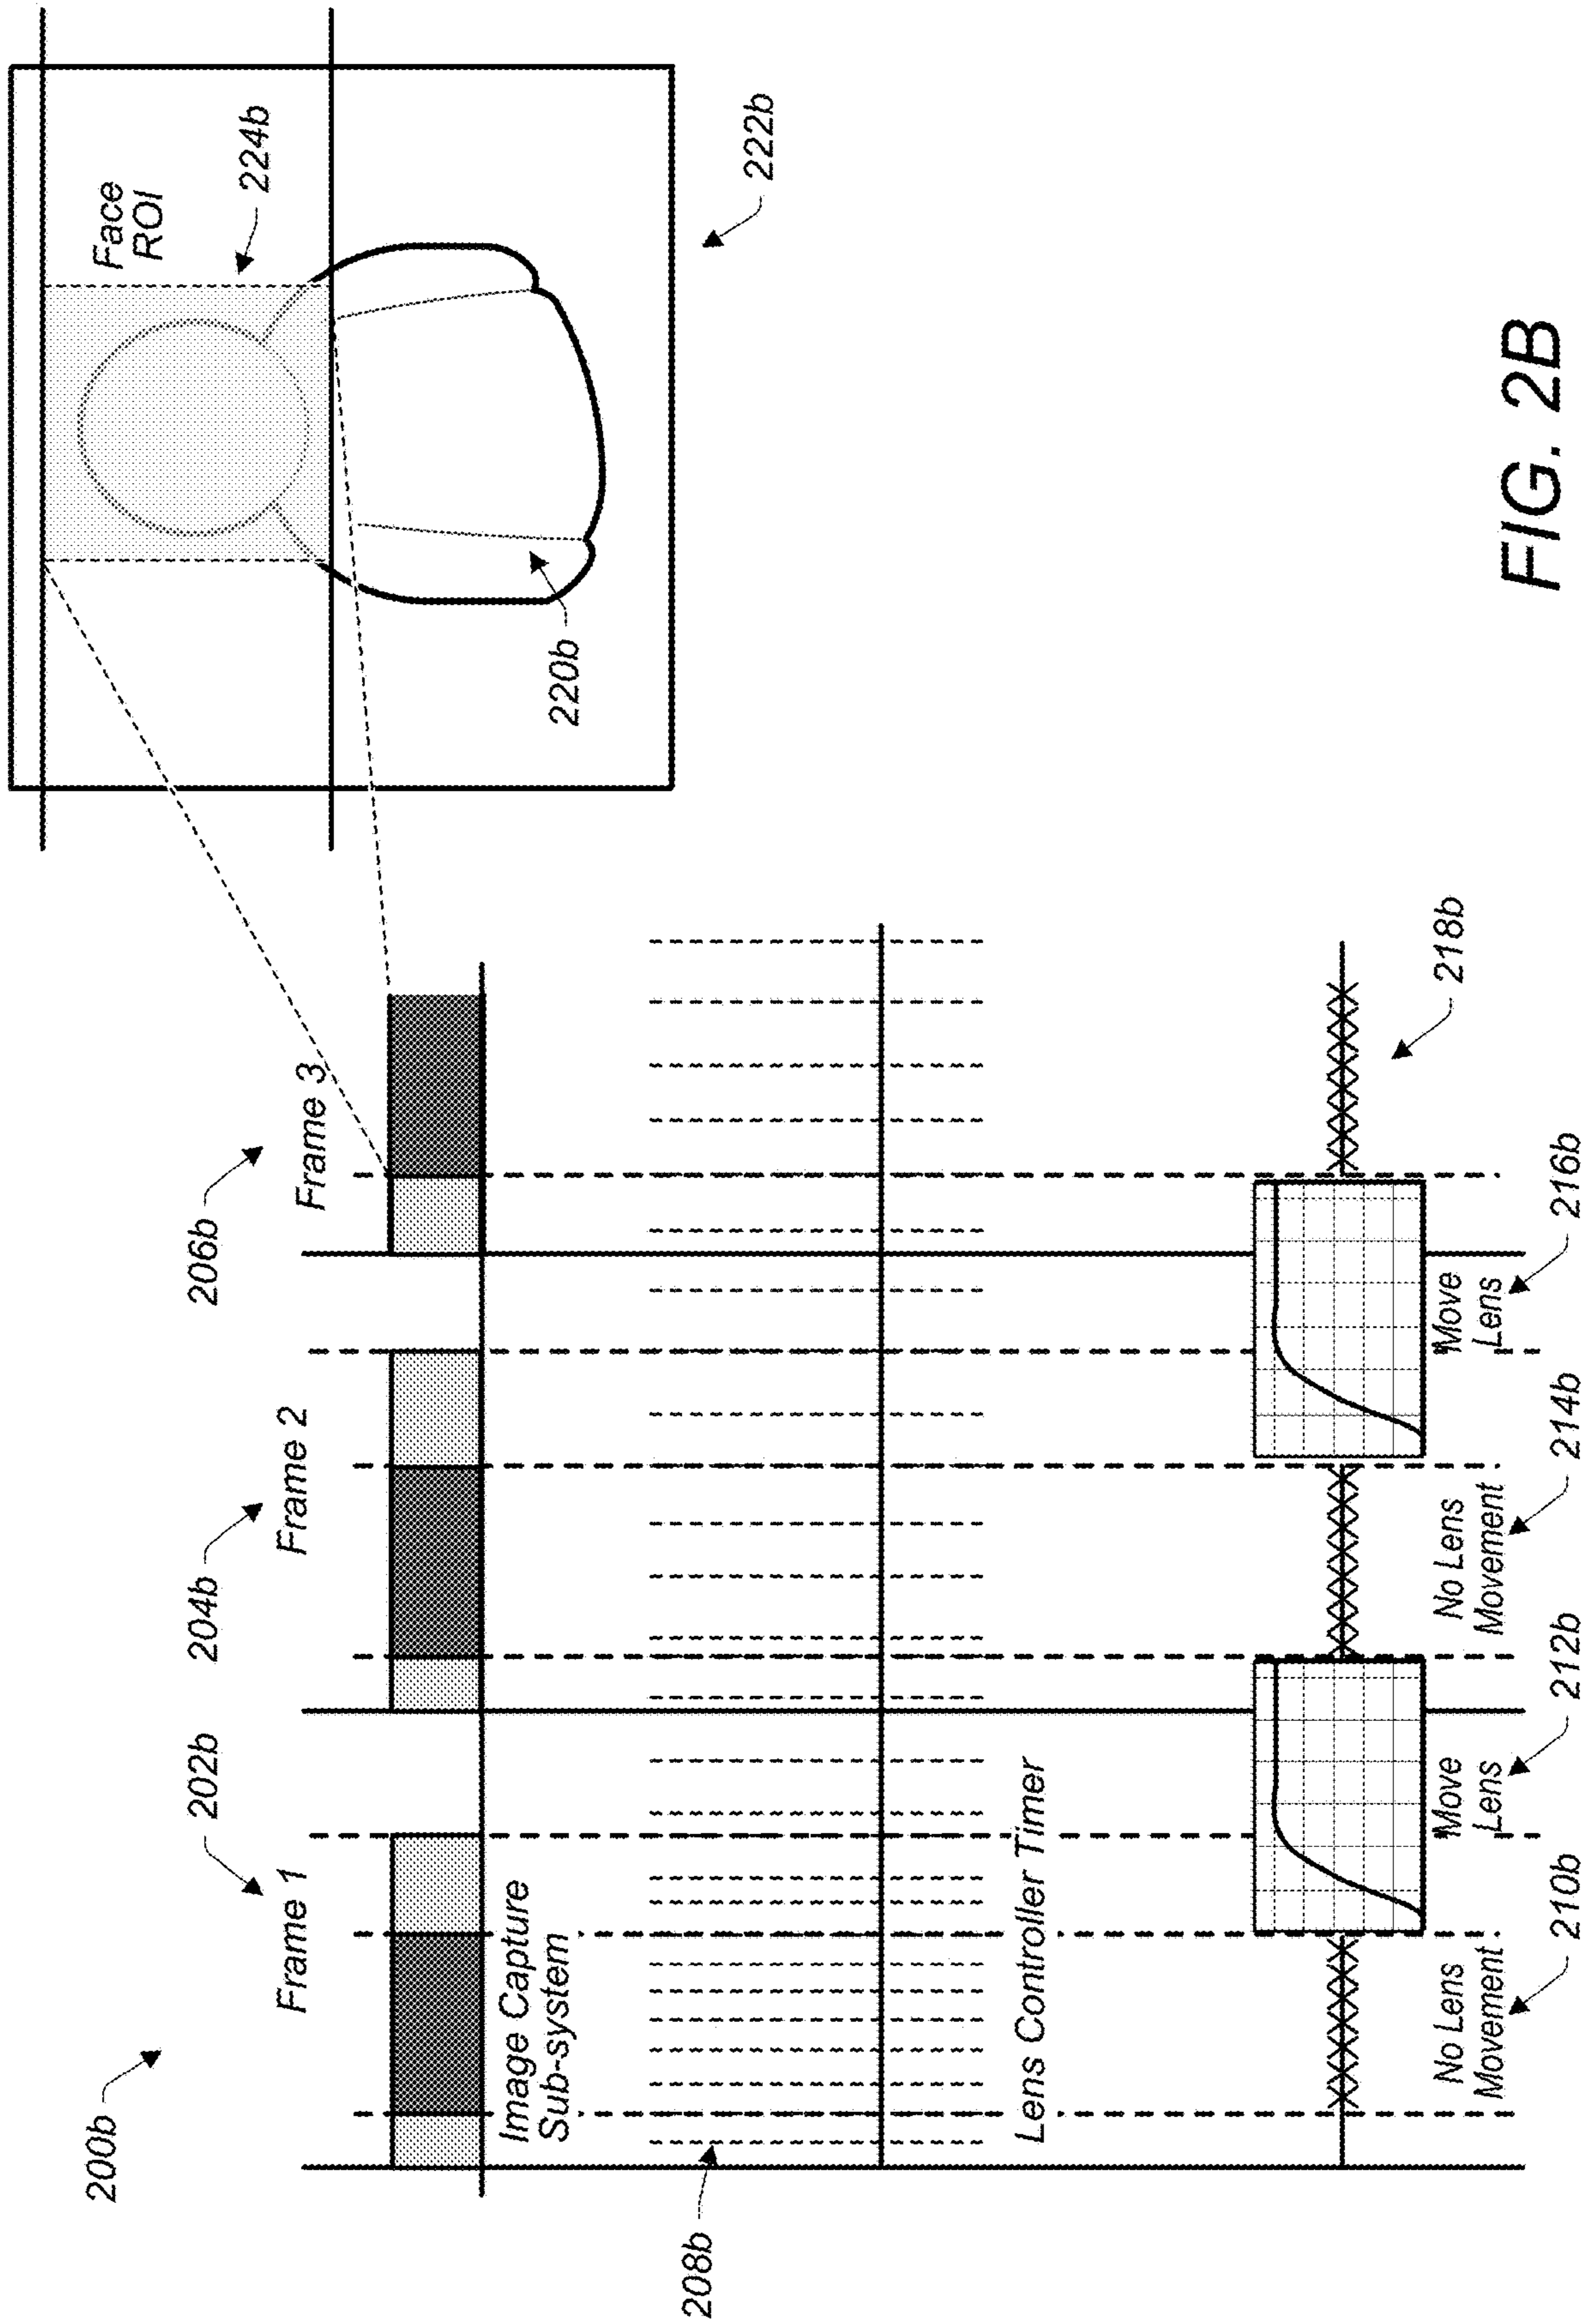 200b
202b
204b
206b
Frame 1
Frame 2
Frame 3
Face
ROI
224b
220b
222b
Image Capture
Sub-system
208b
Lens Controller Timer
No Lens
Movement
Move
Lens
No Lens
Movement
Move
Lens
210b
212b
214b
216b
218b
FIG. 2B